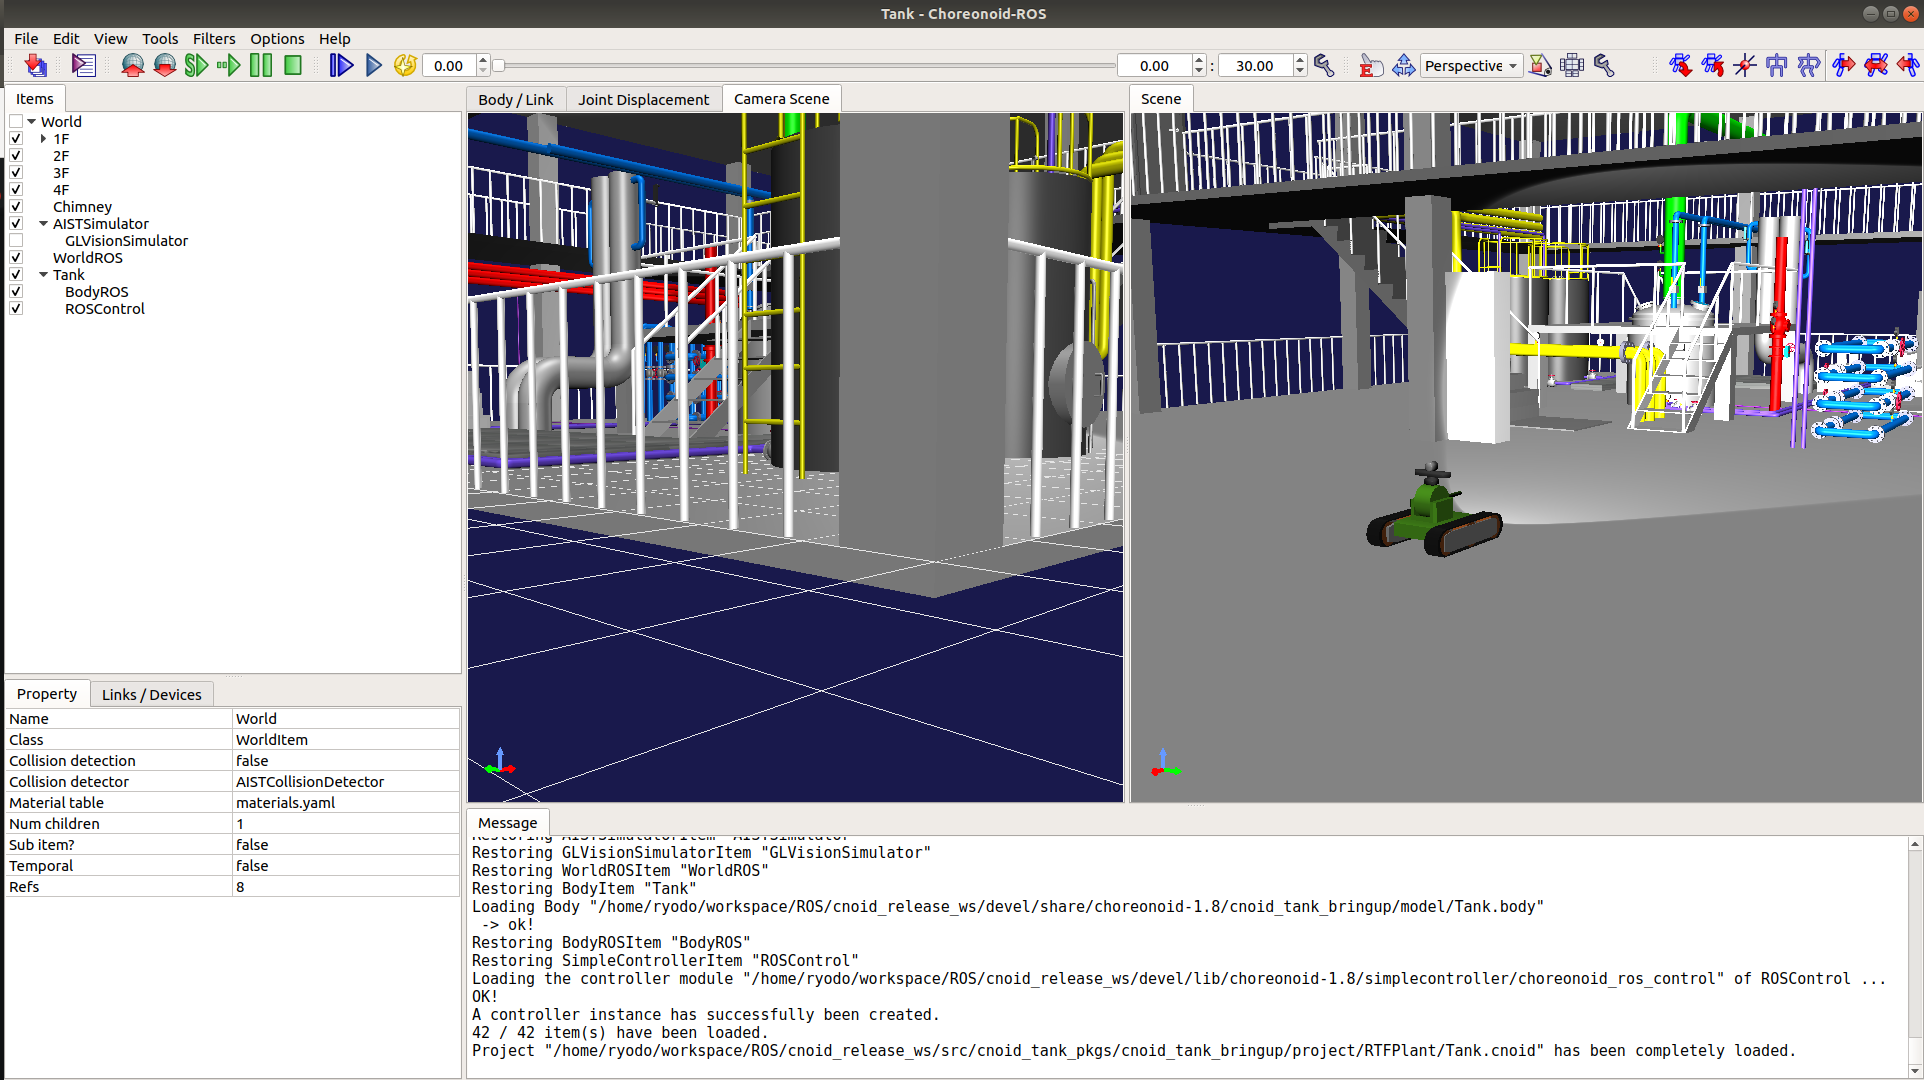 Tank - Choreonoid-ROS
File Edit View Tools Filters Options Help
0.00 0.00 : 30.00 Perspective
Items
World
1F
2F
3F
4F
Chimney
AISTSimulator
GLVisionSimulator
WorldROS
Tank
BodyROS
ROSControl
Body / Link Joint Displacement Camera Scene
Scene
Property Links / Devices
Name World
Class WorldItem
Collision detection false
Collision detector AISTCollisionDetector
Material table materials.yaml
Num children 1
Sub item? false
Temporal false
Refs 8
Message
Restoring AISTSimulatorItem "AISTSimulator"
Restoring GLVisionSimulatorItem "GLVisionSimulator"
Restoring WorldROSItem "WorldROS"
Restoring BodyItem "Tank"
Loading Body "/home/ryodo/workspace/ROS/cnoid_release_ws/devel/share/choreonoid-1.8/cnoid_tank_bringup/model/Tank.body"
-> ok!
Restoring BodyROSItem "BodyROS"
Restoring SimpleControllerItem "ROSControl"
Loading the controller module "/home/ryodo/workspace/ROS/cnoid_release_ws/devel/lib/choreonoid-1.8/simplecontroller/choreonoid_ros_control" of ROSControl ...
OK!
A controller instance has successfully been created.
42 / 42 item(s) have been loaded.
Project "/home/ryodo/workspace/ROS/cnoid_release_ws/src/cnoid_tank_pkgs/cnoid_tank_bringup/project/RTFPlant/Tank.cnoid" has been completely loaded.